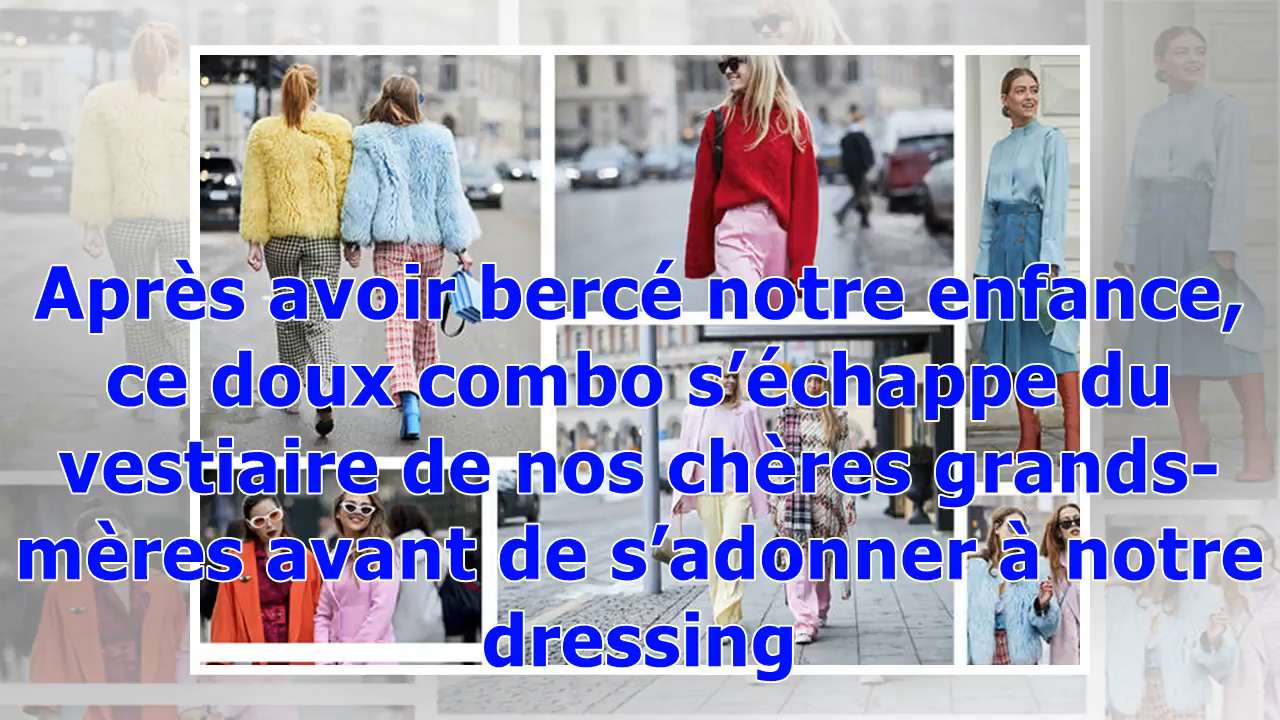 Après avoir bercé notre enfance,
ce doux combo s’échappe du
vestiaire de nos chères grands-
mères avant de s’adonner à notre
dressing